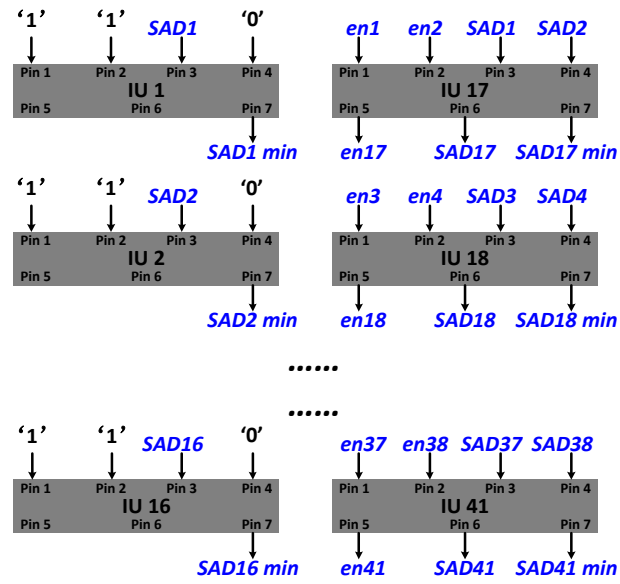 ‘1’ ‘1’ SAD1 ‘0’ en1 en2 SAD1 SAD2
Pin 1 Pin 2 Pin 3 Pin 4 Pin 1 Pin 2 Pin 3 Pin 4
IU 1 IU 17
Pin 5 Pin 6 Pin 7 Pin 5 Pin 6 Pin 7
SAD1 min en17 SAD17 SAD17 min
‘1’ ‘1’ SAD2 ‘0’ en3 en4 SAD3 SAD4
Pin 1 Pin 2 Pin 3 Pin 4 Pin 1 Pin 2 Pin 3 Pin 4
IU 2 IU 18
Pin 5 Pin 6 Pin 7 Pin 5 Pin 6 Pin 7
SAD2 min en18 SAD18 SAD18 min
......
......
‘1’ ‘1’ SAD16 ‘0’ en37 en38 SAD37 SAD38
Pin 1 Pin 2 Pin 3 Pin 4 Pin 1 Pin 2 Pin 3 Pin 4
IU 16 IU 41
Pin 5 Pin 6 Pin 7 Pin 5 Pin 6 Pin 7
SAD16 min en41 SAD41 SAD41 min